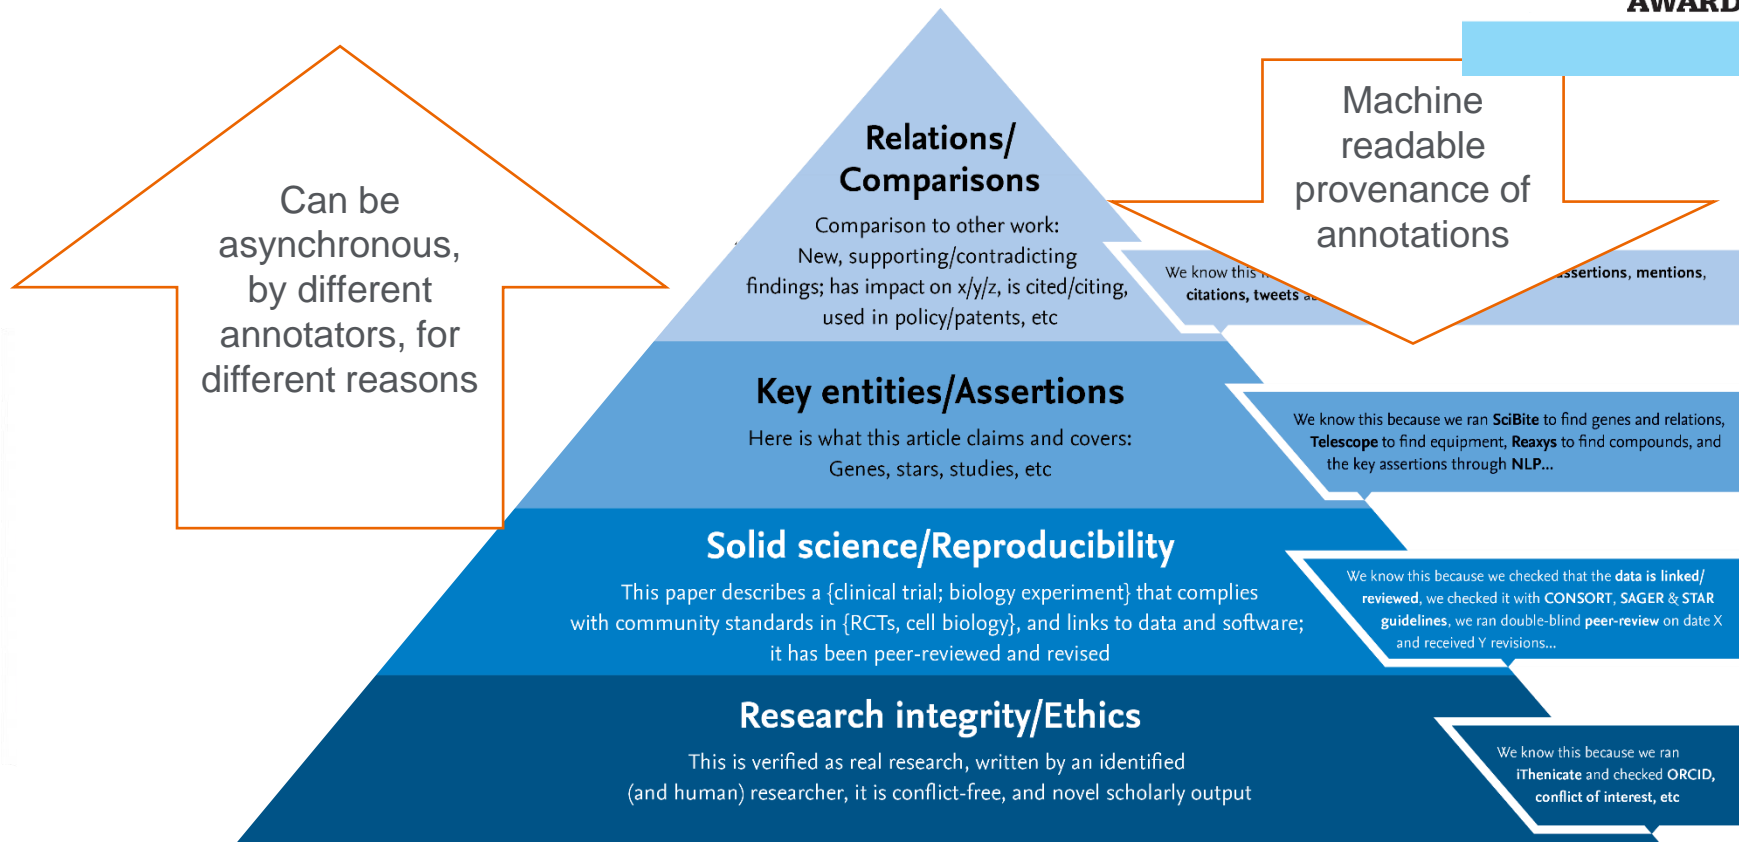 AWARD
Can be
asynchronous,
by different
annotators, for
different reasons
Machine
readable
provenance of
annotations
Relations/
Comparisons
Comparison to other work:
New, supporting/contradicting
findings; has impact on x/y/z, is cited/citing,
used in policy/patents, etc
We know this assertions, mentions,
citations, tweets
Key entities/Assertions
Here is what this article claims and covers:
Genes, stars, studies, etc
We know this because we ran SciBite to find genes and relations,
Telescope to find equipment, Reaxys to find compounds, and
the key assertions through NLP...
Solid science/Reproducibility
This paper describes a {clinical trial; biology experiment} that complies
with community standards in {RCTs, cell biology}, and links to data and software;
it has been peer-reviewed and revised
We know this because we checked that the data is linked/
reviewed, we checked it with CONSORT, SAGER & STAR
guidelines, we ran double-blind peer-review on date X
and received Y revisions...
Research integrity/Ethics
This is verified as real research, written by an identified
(and human) researcher, it is conflict-free, and novel scholarly output
We know this because we ran
iThenicate and checked ORCID,
conflict of interest, etc